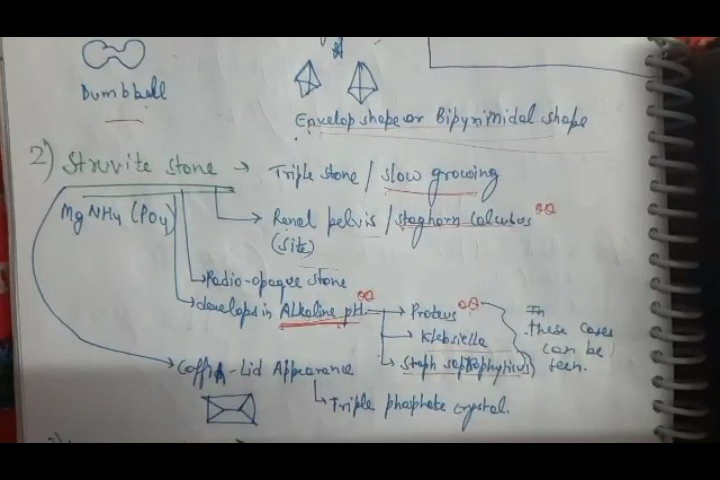 Dumbbell
Envelop shape or Bipyrimidal shape
2) Struvite stone → Triple stone / slow growing
MgNH4(PO4)
Renal pelvis / staghorn calculus
(site)
Radio-opaque stone
develops in Alkaline pH. → Proteus
Klebsiella
Staph saprophyticus
In these cases can be seen.
Coffin-Lid Appearance
Triple phosphate crystal.